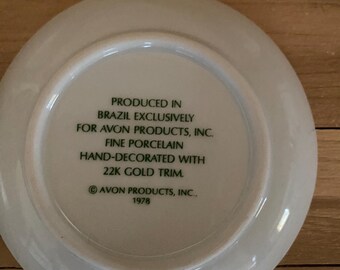 PRODUCED IN
BRAZIL EXCLUSIVELY
FOR AVON PRODUCTS, INC.
FINE PORCELAIN
HAND-DECORATED WITH
22K GOLD TRIM.
© AVON PRODUCTS, INC.,
1978